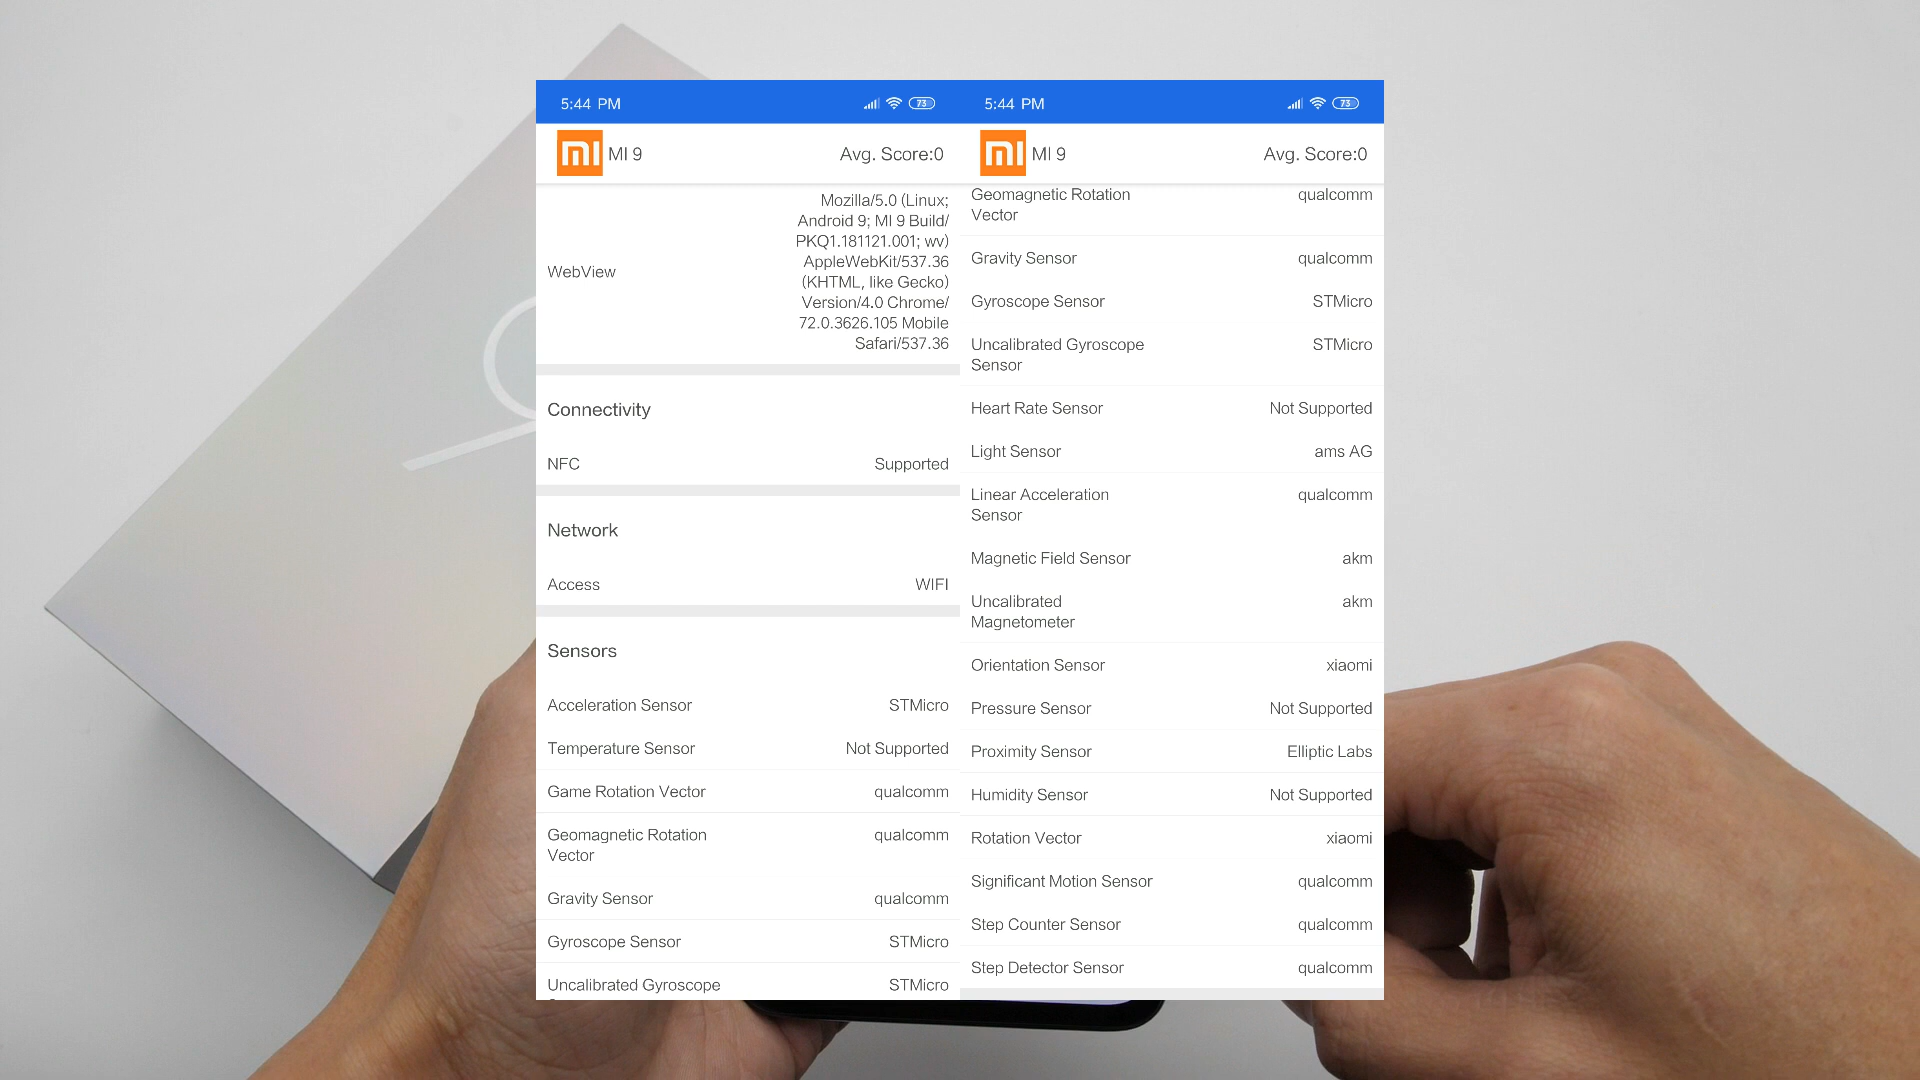 5:44 PM
73
MI 9
Avg. Score:0
WebView
Mozilla/5.0 (Linux;
Android 9; MI 9 Build/
PKQ1.181121.001; wv)
AppleWebKit/537.36
(KHTML, like Gecko)
Version/4.0 Chrome/
72.0.3626.105 Mobile
Safari/537.36
Connectivity
NFC Supported
Network
Access WIFI
Sensors
Acceleration Sensor STMicro
Temperature Sensor Not Supported
Game Rotation Vector qualcomm
Geomagnetic Rotation qualcomm
Vector
Gravity Sensor qualcomm
Gyroscope Sensor STMicro
Uncalibrated Gyroscope STMicro
5:44 PM
73
MI 9
Avg. Score:0
Geomagnetic Rotation qualcomm
Vector
Gravity Sensor qualcomm
Gyroscope Sensor STMicro
Uncalibrated Gyroscope STMicro
Sensor
Heart Rate Sensor Not Supported
Light Sensor ams AG
Linear Acceleration qualcomm
Sensor
Magnetic Field Sensor akm
Uncalibrated akm
Magnetometer
Orientation Sensor xiaomi
Pressure Sensor Not Supported
Proximity Sensor Elliptic Labs
Humidity Sensor Not Supported
Rotation Vector xiaomi
Significant Motion Sensor qualcomm
Step Counter Sensor qualcomm
Step Detector Sensor qualcomm
9